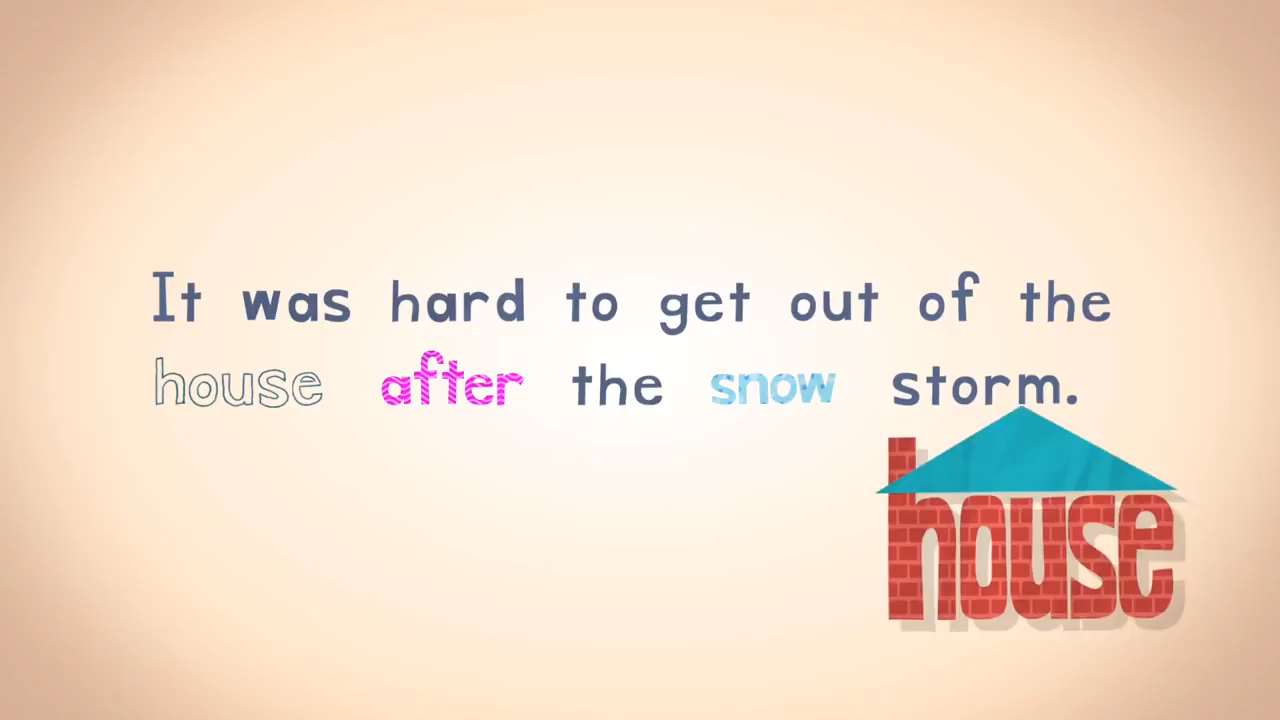 It was hard to get out of the
house after the snow storm.
house